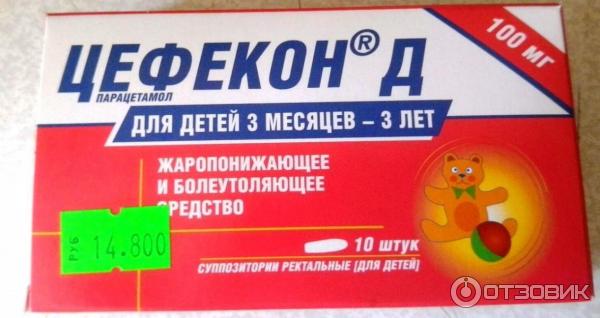 ЦЕФЕКОН® Д
ПАРАЦЕТАМОЛ
100 МГ
ДЛЯ ДЕТЕЙ 3 МЕСЯЦЕВ – 3 ЛЕТ
ЖАРОПОНИЖАЮЩЕЕ
И БОЛЕУТОЛЯЮЩЕЕ
СРЕДСТВО
РУБ 14.800
10 штук
СУППОЗИТОРИИ РЕКТАЛЬНЫЕ (ДЛЯ ДЕТЕЙ)
ОТЗОВИК